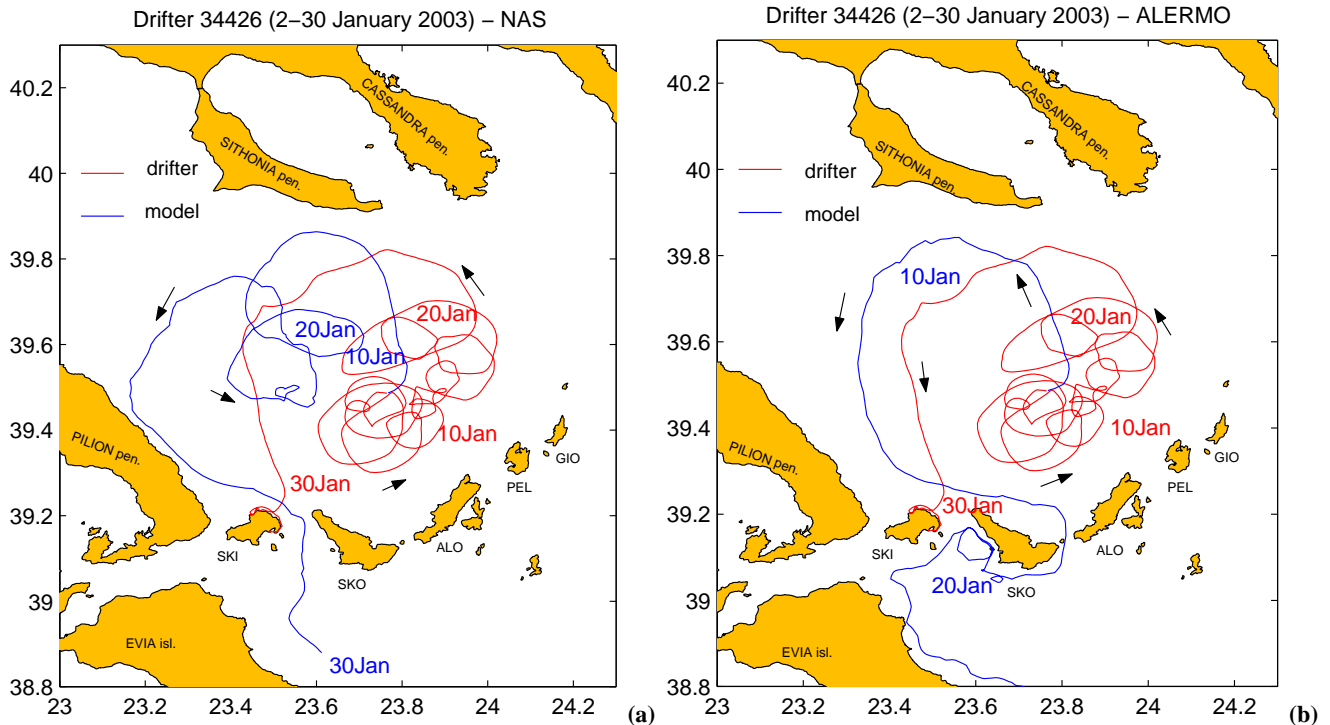 Drifter 34426 (2−30 January 2003) − NAS
40.2
40
39.8
39.6
39.4
39.2
39
38.8
23
23.2
23.4
23.6
23.8
24
24.2
CASSANDRA pen.
SITHONIA pen.
drifter
model
20Jan
20Jan
10Jan
10Jan
30Jan
PILION pen.
GIO
PEL
ALO
SKI
SKO
EVIA isl.
30Jan
(a)
Drifter 34426 (2−30 January 2003) − ALERMO
40.2
40
39.8
39.6
39.4
39.2
39
38.8
23
23.2
23.4
23.6
23.8
24
24.2
CASSANDRA pen.
SITHONIA pen.
drifter
model
10Jan
20Jan
10Jan
PILION pen.
GIO
PEL
30Jan
ALO
SKI
20Jan
SKO
EVIA isl.
(b)